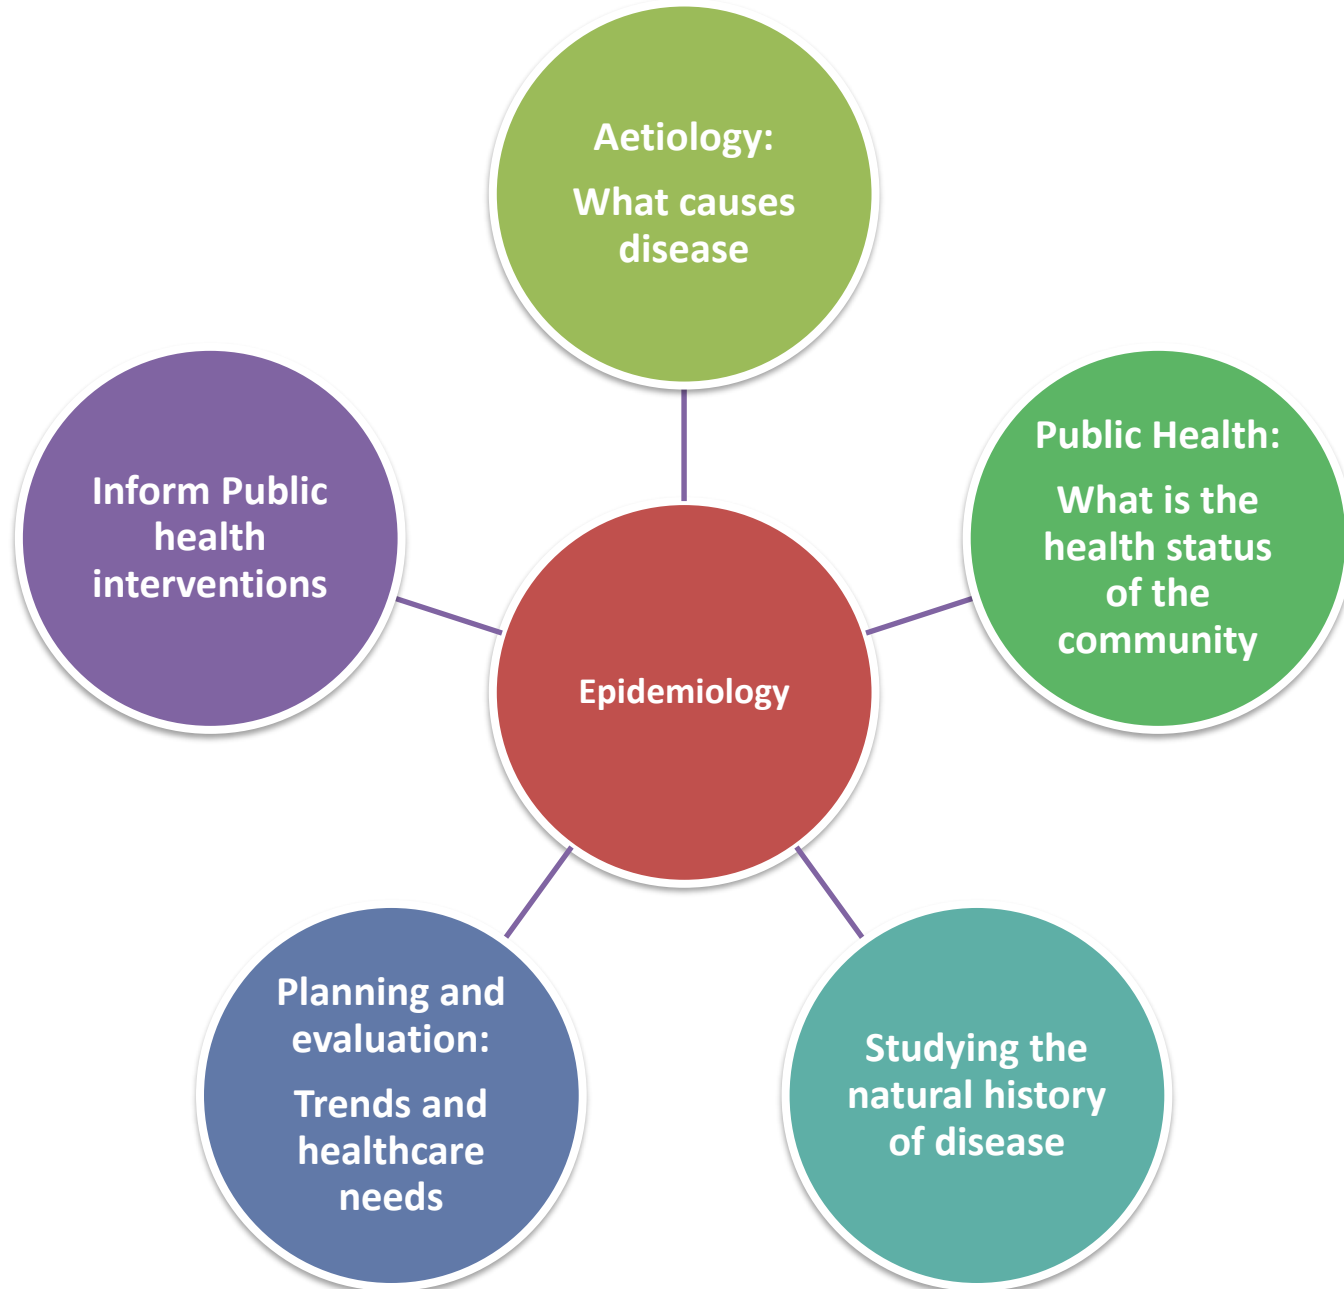 Aetiology:
What causes
disease
Public Health:
What is the
health status
of the
community
Inform Public
health
interventions
Epidemiology
Planning and
evaluation:
Trends and
healthcare
needs
Studying the
natural history
of disease